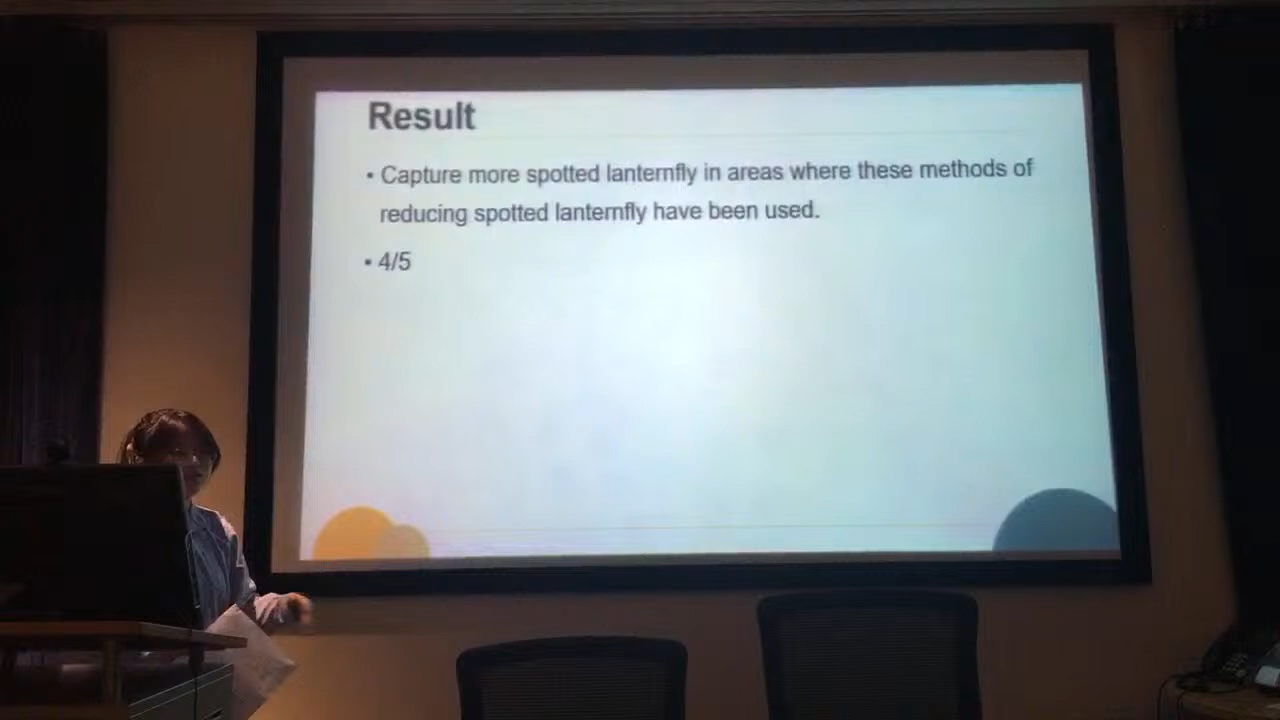 Result
• Capture more spotted lanternfly in areas where these methods of
reducing spotted lanternfly have been used.
• 4/5